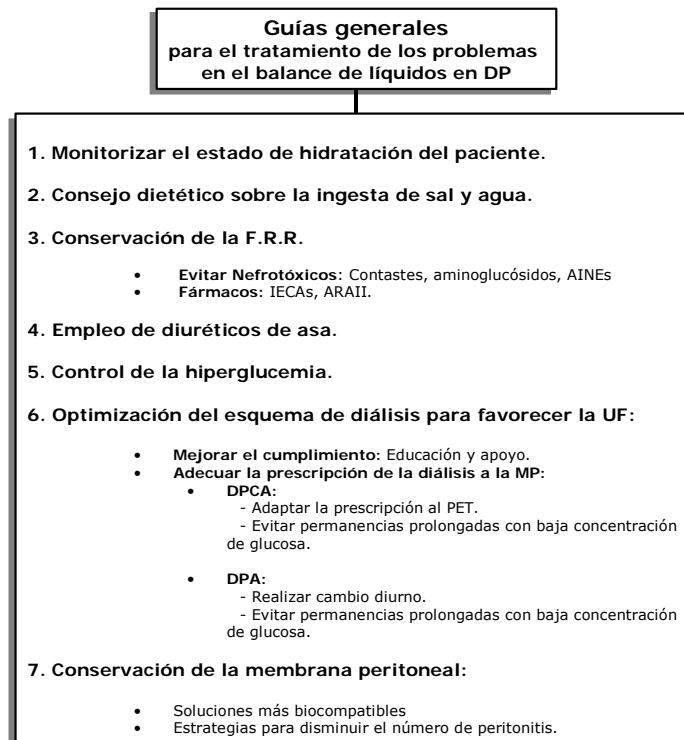 Guías generales
para el tratamiento de los problemas
en el balance de líquidos en DP
1. Monitorizar el estado de hidratación del paciente.
2. Consejo dietético sobre la ingesta de sal y agua.
3. Conservación de la F.R.R.
• Evitar Nefrotóxicos: Contastes, aminoglucósidos, AINEs
• Fármacos: IECAs, ARAII.
4. Empleo de diuréticos de asa.
5. Control de la hiperglucemia.
6. Optimización del esquema de diálisis para favorecer la UF:
• Mejorar el cumplimiento: Educación y apoyo.
• Adecuar la prescripción de la diálisis a la MP:
• DPCA:
- Adaptar la prescripción al PET.
- Evitar permanencias prolongadas con baja concentración
de glucosa.
• DPA:
- Realizar cambio diurno.
- Evitar permanencias prolongadas con baja concentración
de glucosa.
7. Conservación de la membrana peritoneal:
• Soluciones más biocompatibles
• Estrategias para disminuir el número de peritonitis.